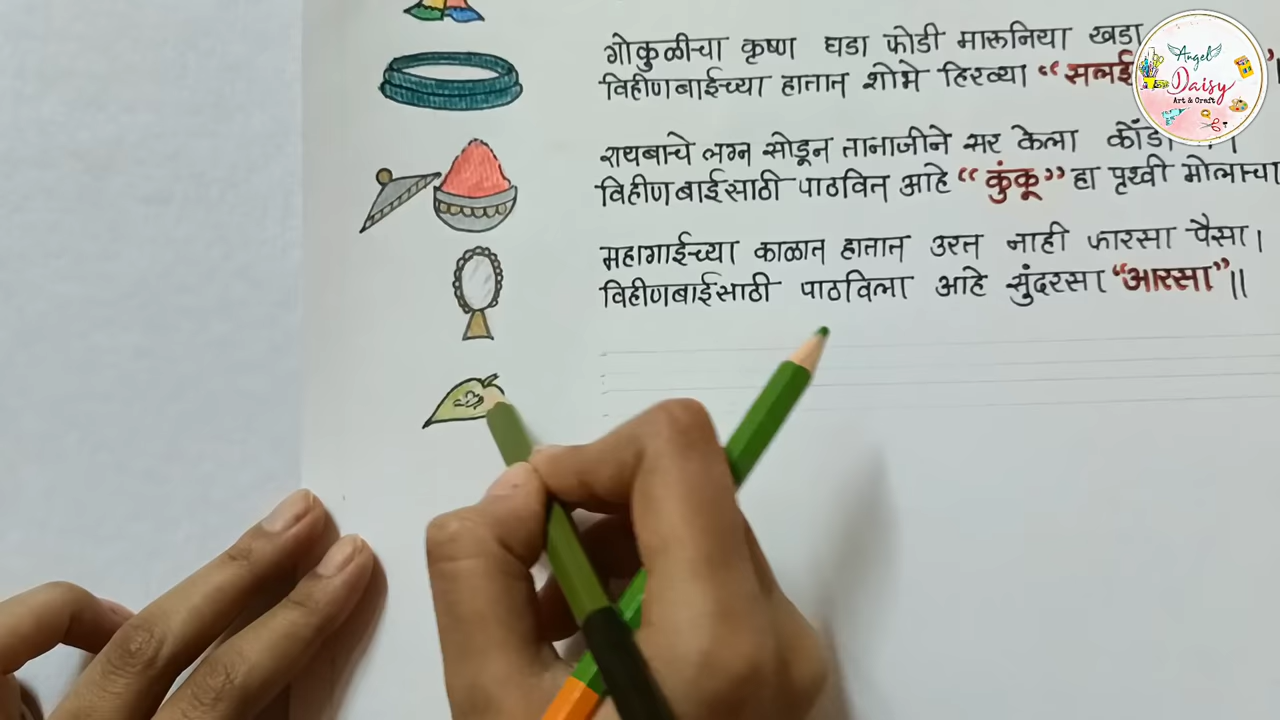 गोकुळीचा कृष्ण घडा फोडी मारूनिया खडा
विहीणबाईच्या हातात शोभे हिरव्या “
रायबाचे लग्न सोडून तानाजीने सर केला
विहीणबाईसाठी पाठवित आहे “कुंकू” हा पृथ्वी मोलाचा
महागाईच्या काळात हातात उरत नाही फारसा पैसा।
विहीणबाईसाठी पाठविला आहे सुंदरसा “आरसा”॥
Angel
Daisy
Art & Craft